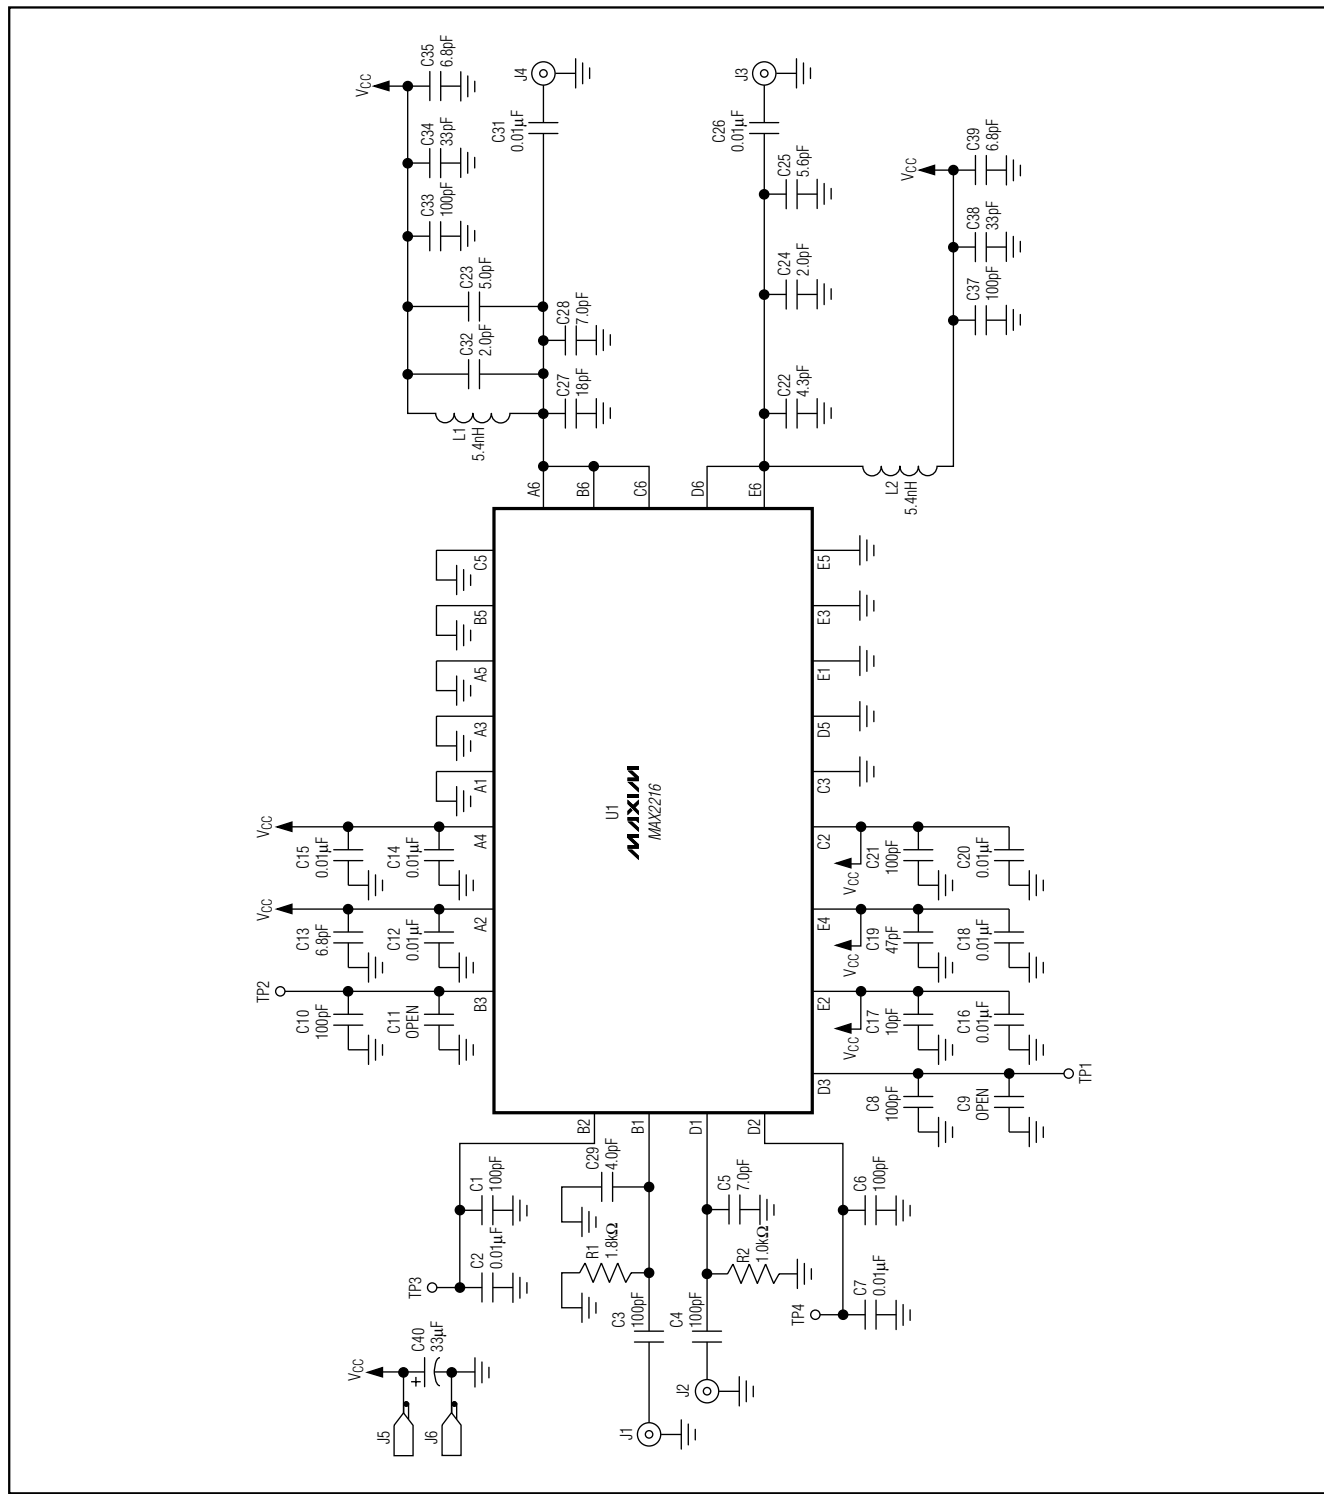 VCC
C35
6.8pF
C34
33pF
C33
100pF
C23
5.0pF
C32
2.0pF
L1
5.4nH
J4
C31
0.01µF
C28
7.0pF
C27
18pF
J3
C26
0.01µF
C25
5.6pF
C24
2.0pF
C22
4.3pF
VCC
C39
6.8pF
C38
33pF
C37
100pF
L2
5.4nH
A6
B6
C6
D6
E6
C5
B5
A5
A3
A1
A4
A2
B3
E5
E3
E1
D5
C3
C2
E4
E2
D3
B2
B1
D1
D2
U1
MAXIM
MAX2216
VCC
C15
0.01µF
C14
0.01µF
VCC
C13
6.8pF
C12
0.01µF
TP2
C10
100pF
C11
OPEN
VCC
C21
100pF
C20
0.01µF
VCC
C19
47pF
C18
0.01µF
VCC
C17
10pF
C16
0.01µF
C8
100pF
C9
OPEN
TP1
TP3
C1
100pF
C2
0.01µF
C29
4.0pF
R1
1.8kΩ
C3
100pF
J1
C5
7.0pF
R2
1.0kΩ
C4
100pF
J2
TP4
C6
100pF
C7
0.01µF
VCC
C40
33µF
+
J5
J6